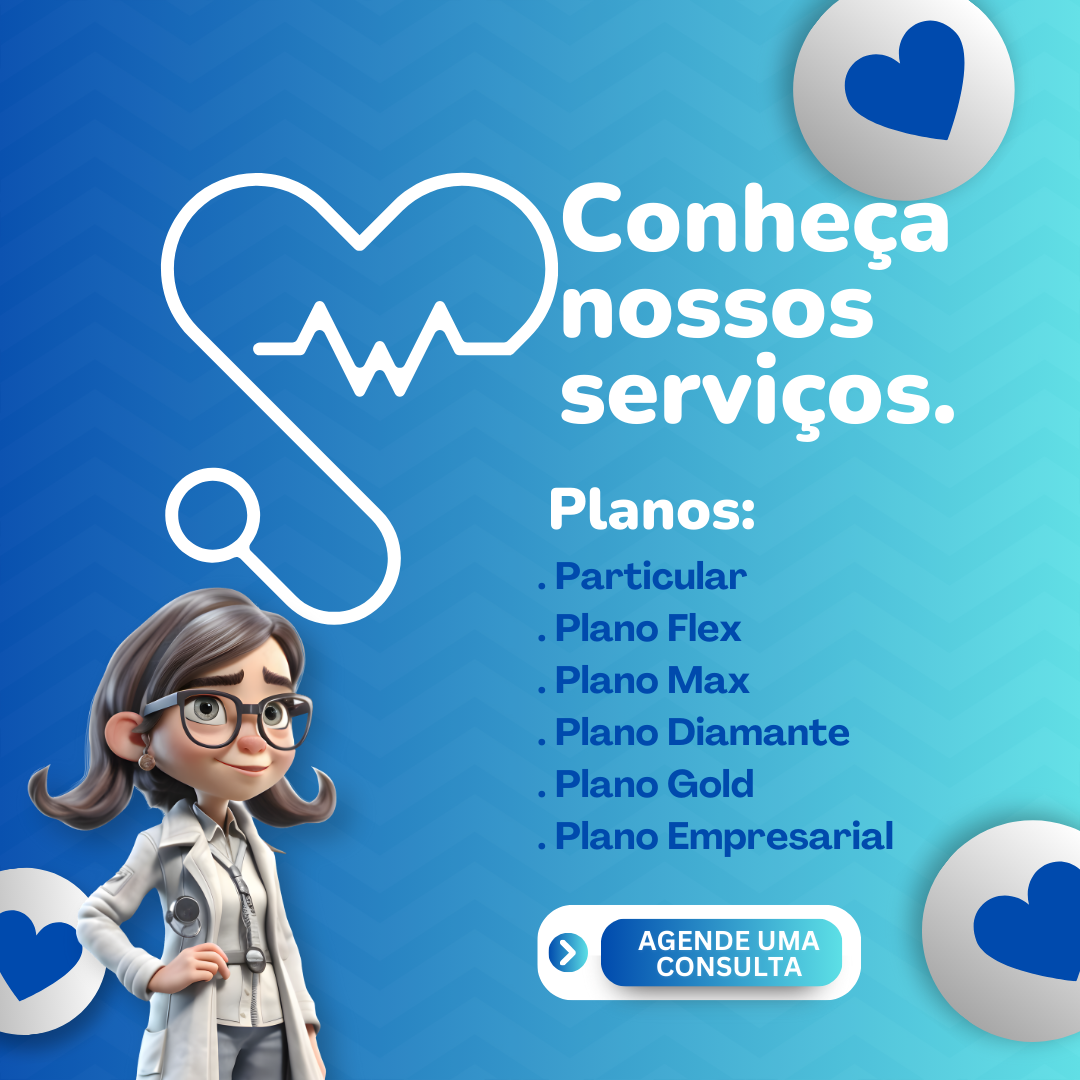 Conheça
nossos
serviços.
Planos:
. Particular
. Plano Flex
. Plano Max
. Plano Diamante
. Plano Gold
. Plano Empresarial
AGENDE UMA
CONSULTA